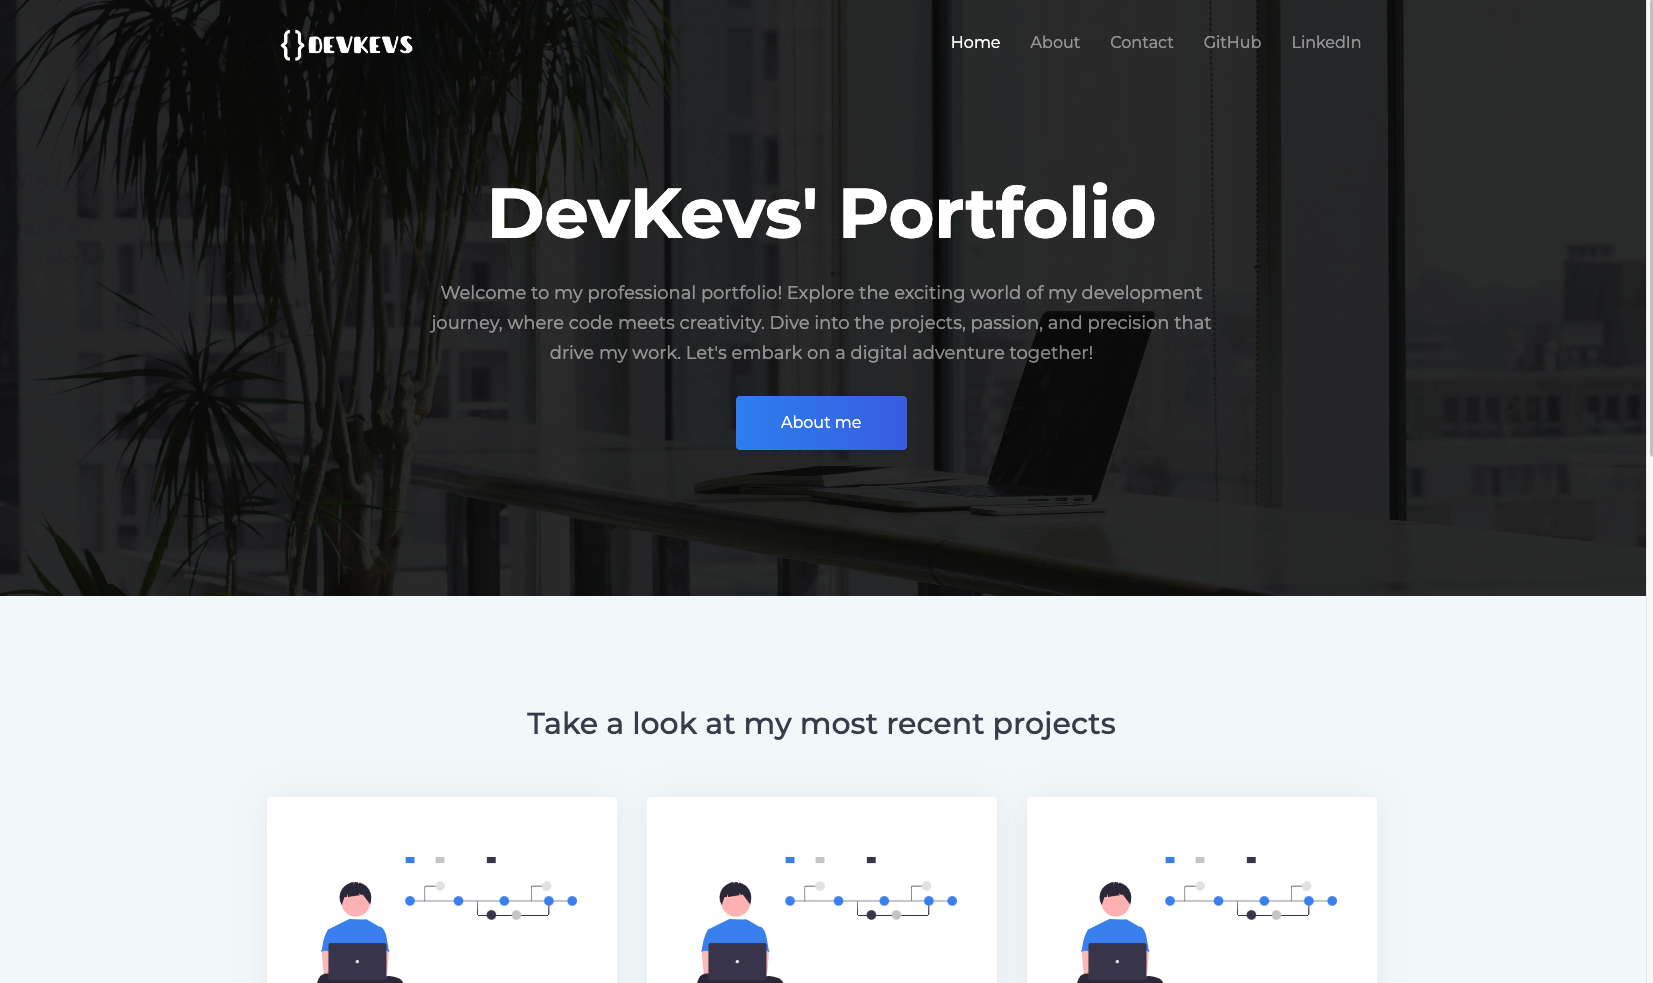 {}DEVKEVS
Home About Contact GitHub LinkedIn
DevKevs' Portfolio
Welcome to my professional portfolio! Explore the exciting world of my development
journey, where code meets creativity. Dive into the projects, passion, and precision that
drive my work. Let's embark on a digital adventure together!
About me
Take a look at my most recent projects